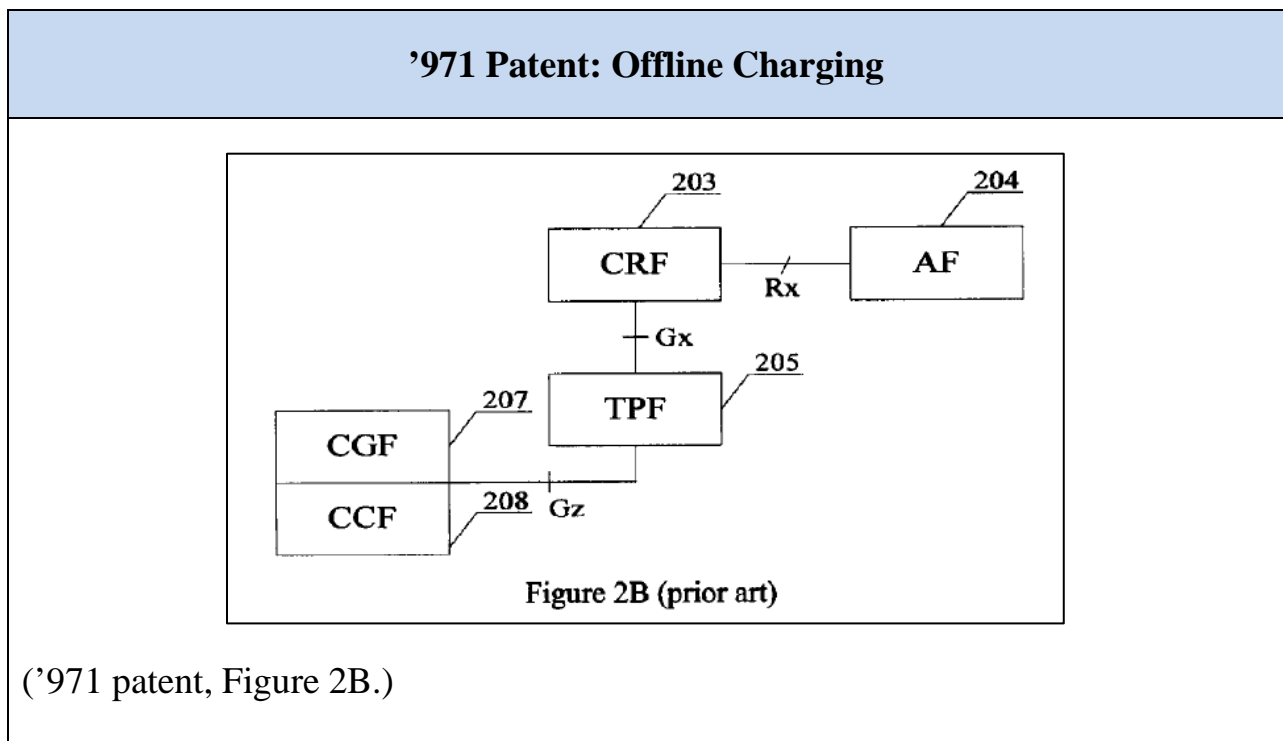 ’971 Patent: Offline Charging
203
204
CRF
Rx
AF
Gx
205
TPF
207
CGF
CCF
208
Gz
Figure 2B (prior art)
(’971 patent, Figure 2B.)